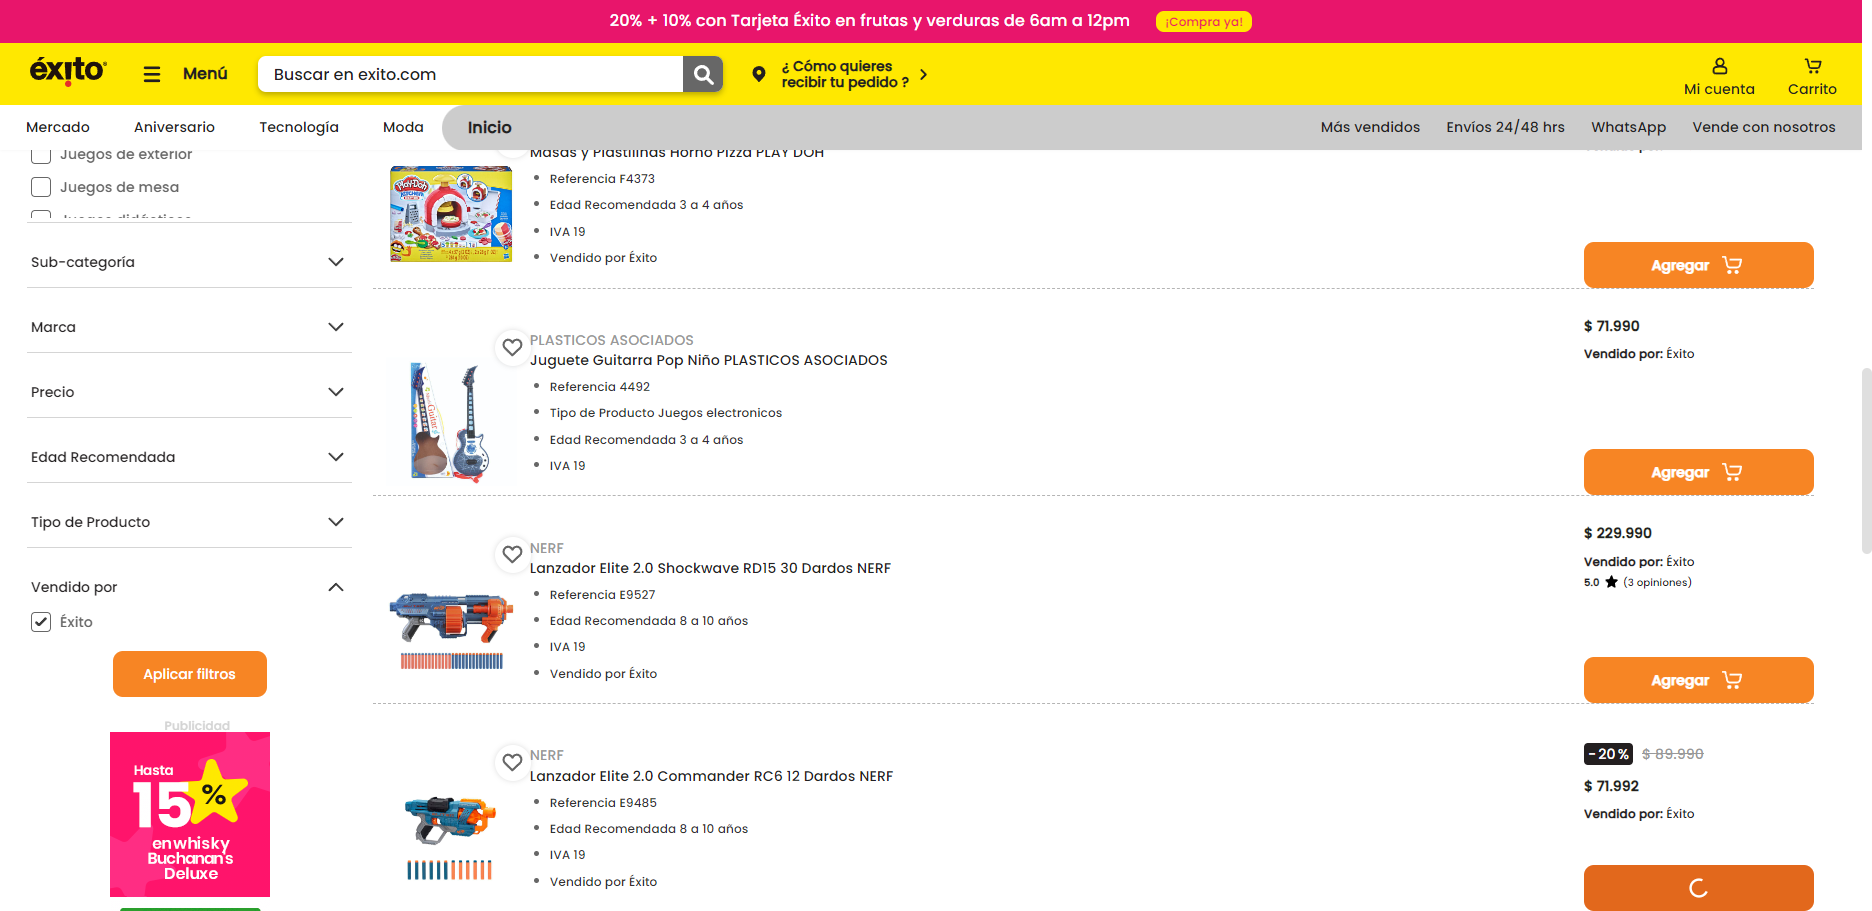 20% + 10% con Tarjeta Éxito en frutas y verduras de 6am a 12pm
¡Compra ya!
éxito
Menú
Buscar en exito.com
¿ Cómo quieres
recibir tu pedido ?
Mi cuenta
Carrito
Mercado
Aniversario
Tecnología
Moda
Inicio
Más vendidos
Envíos 24/48 hrs
WhatsApp
Vende con nosotros
Juegos de exterior
Juegos de mesa
Juegos didácticos
Sub-categoría
Marca
Precio
Edad Recomendada
Tipo de Producto
Vendido por
Éxito
Aplicar filtros
Publicidad
Hasta
15%
en whisky
Buchanan's
Deluxe
Masas y Plastilinas Horno Pizza PLAY DOH
Referencia F4373
Edad Recomendada 3 a 4 años
IVA 19
Vendido por Éxito
Agregar
PLASTICOS ASOCIADOS
Juguete Guitarra Pop Niño PLASTICOS ASOCIADOS
Referencia 4492
Tipo de Producto Juegos electronicos
Edad Recomendada 3 a 4 años
IVA 19
$ 71.990
Vendido por: Éxito
Agregar
NERF
Lanzador Elite 2.0 Shockwave RD15 30 Dardos NERF
Referencia E9527
Edad Recomendada 8 a 10 años
IVA 19
Vendido por Éxito
$ 229.990
Vendido por: Éxito
5.0 (3 opiniones)
Agregar
NERF
Lanzador Elite 2.0 Commander RC6 12 Dardos NERF
Referencia E9485
Edad Recomendada 8 a 10 años
IVA 19
Vendido por Éxito
-20% $ 89.990
$ 71.992
Vendido por: Éxito